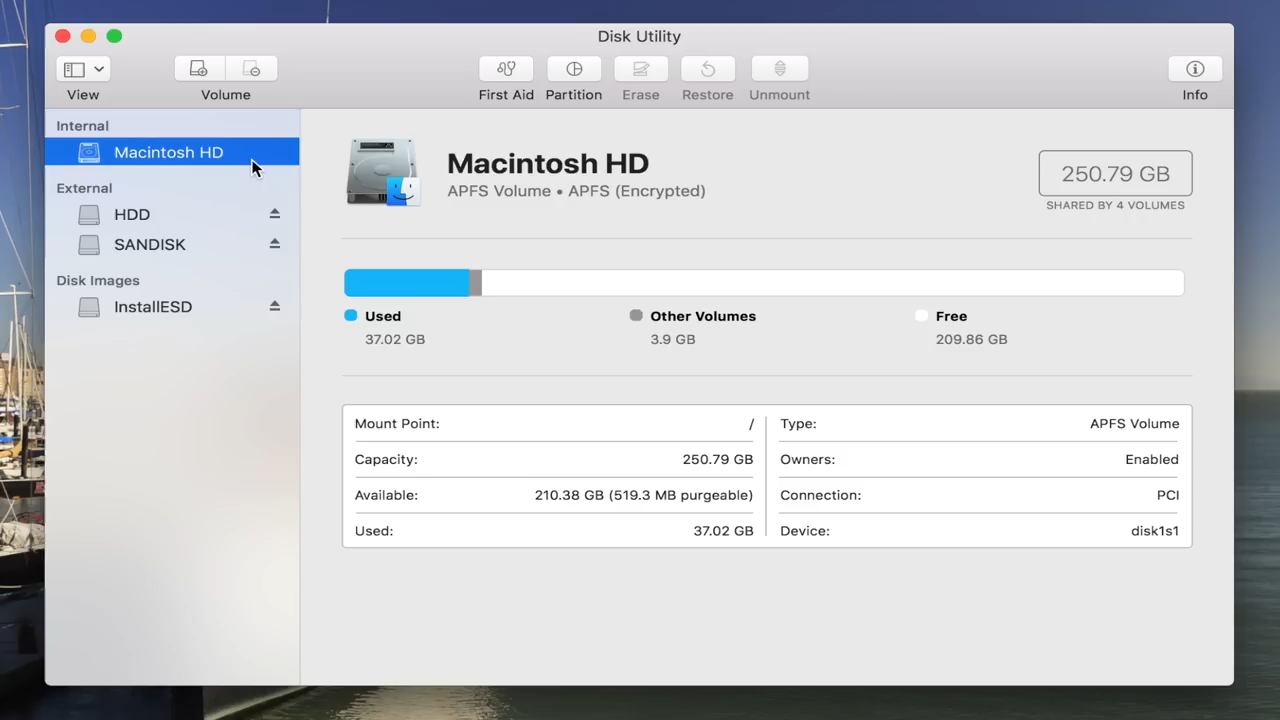 Disk Utility
View
Volume
First Aid
Partition
Erase
Restore
Unmount
Info
Internal
Macintosh HD
External
HDD
SANDISK
Disk Images
InstallESD
Macintosh HD
APFS Volume • APFS (Encrypted)
250.79 GB
SHARED BY 4 VOLUMES
Used
37.02 GB
Other Volumes
3.9 GB
Free
209.86 GB
Mount Point: /
Capacity: 250.79 GB
Available: 210.38 GB (519.3 MB purgeable)
Used: 37.02 GB
Type: APFS Volume
Owners: Enabled
Connection: PCI
Device: disk1s1